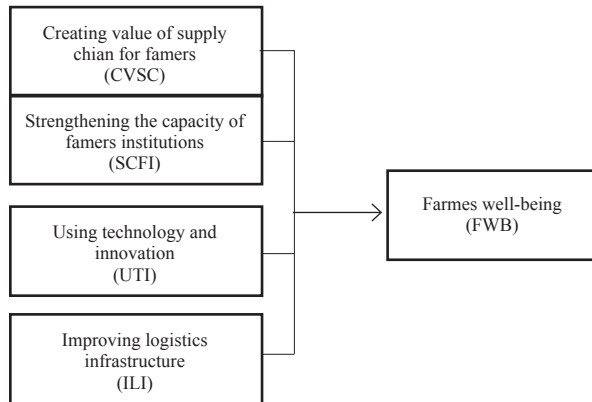 Creating value of supply
chian for famers
(CVSC)
Strengthening the capacity of
famers institutions
(SCFI)
Using technology and
innovation
(UTI)
Improving logistics
infrastructure
(ILI)
Farmes well-being
(FWB)